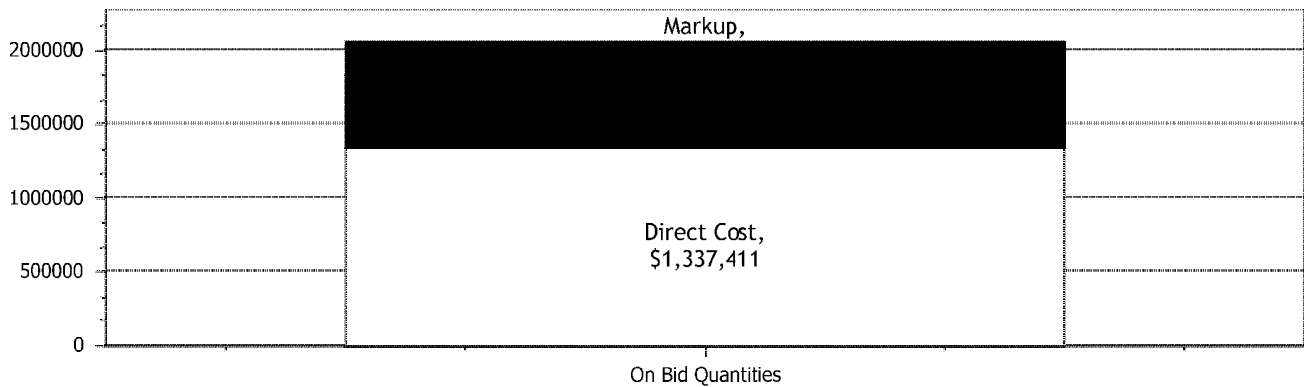 Markup,
2000000
1500000
1000000
Direct Cost,
$1,337,411
500000
0
On Bid Quantities